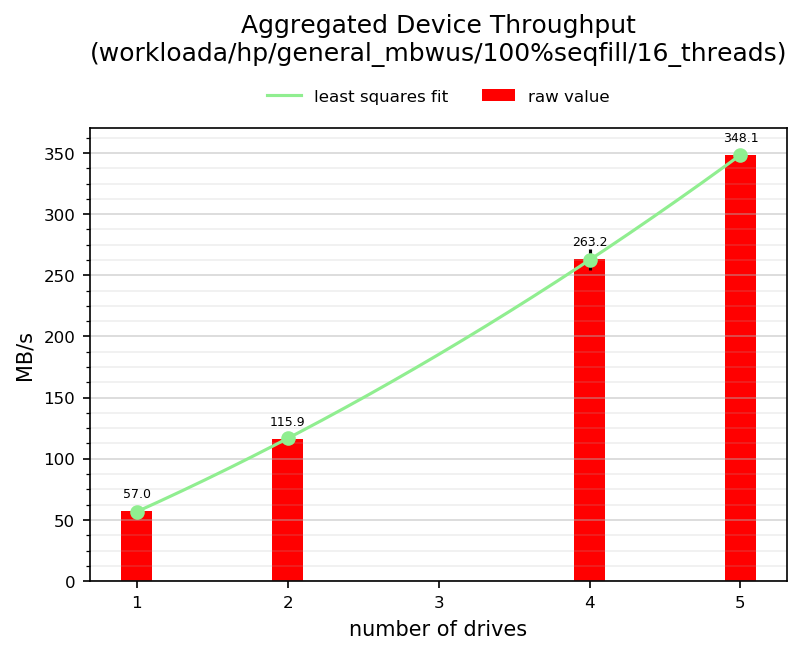 Aggregated Device Throughput
(workloada/hp/general_mbwus/100%seqfill/16_threads)
least squares fit
raw value
348.1
350
300
263.2
250
MB/s
200
150
115.9
100
57.0
50
0
1
2
3
4
5
number of drives